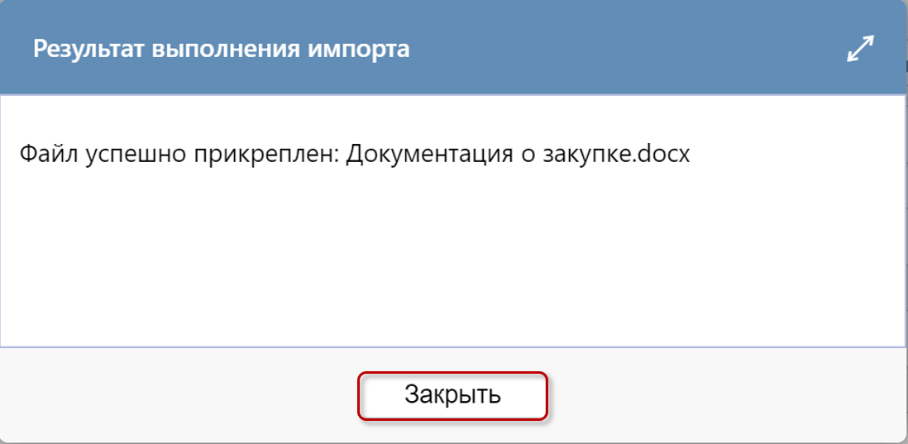 Результат выполнения импорта
Файл успешно прикреплен: Документация о закупке.docx
Закрыть